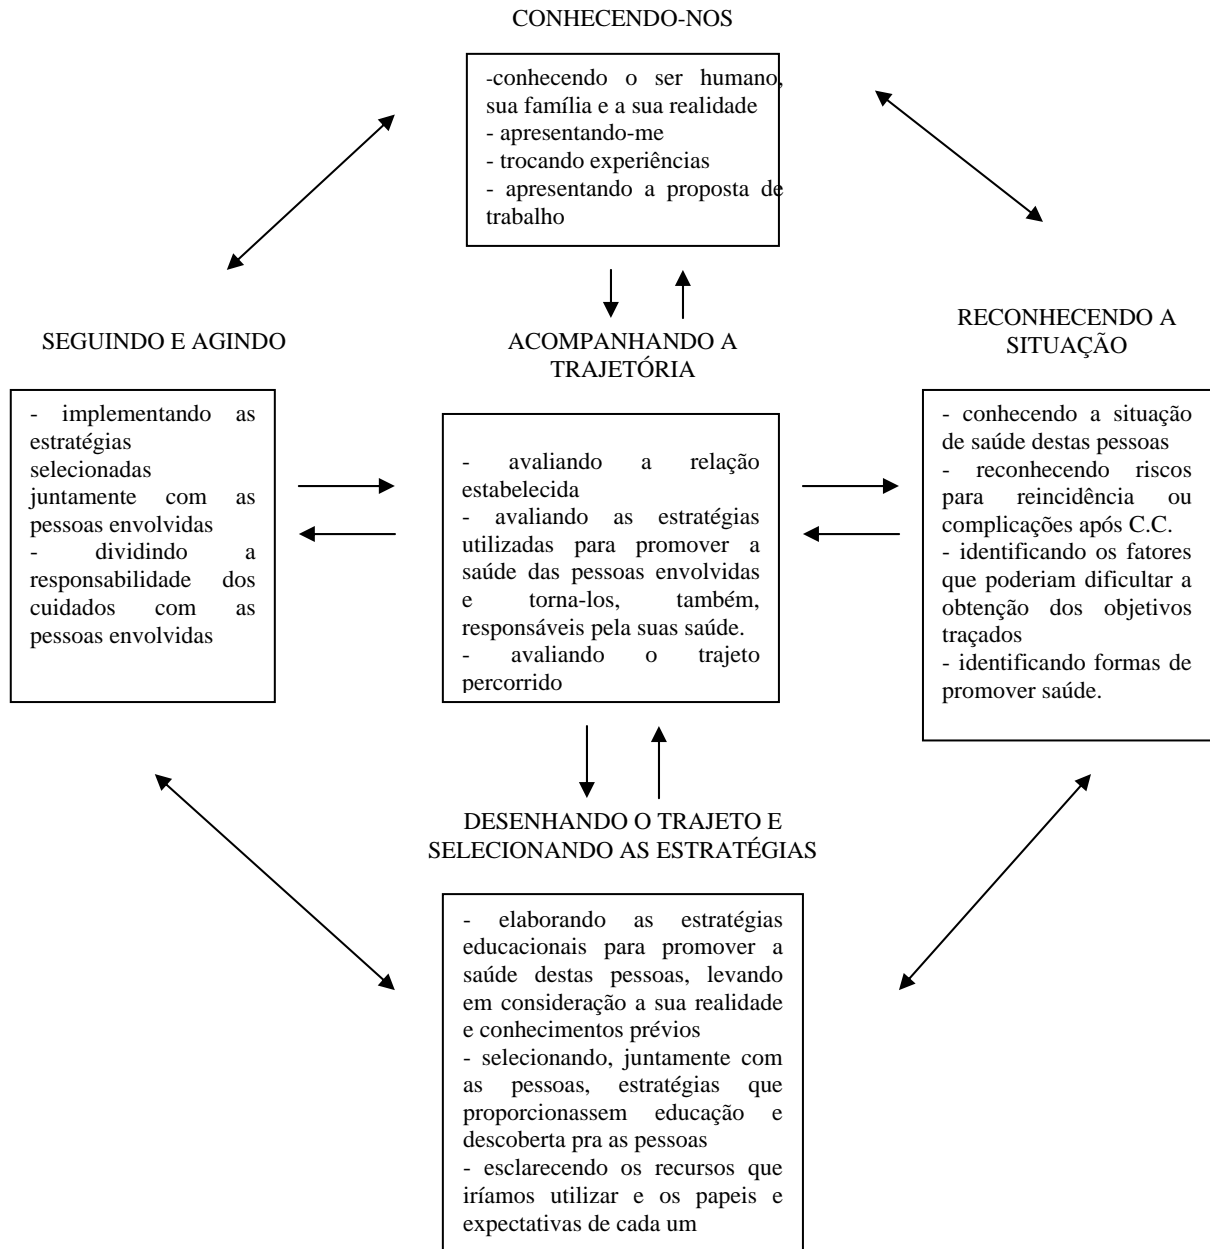 CONHECENDO-NOS
-conhecendo o ser humano,
sua família e a sua realidade
- apresentando-me
- trocando experiências
- apresentando a proposta de
trabalho
SEGUINDO E AGINDO
- implementando as
estratégias
selecionadas
juntamente com as
pessoas envolvidas
- dividindo a
responsabilidade dos
cuidados com as
pessoas envolvidas
ACOMPANHANDO A
TRAJETÓRIA
- avaliando a relação
estabelecida
- avaliando as estratégias
utilizadas para promover a
saúde das pessoas envolvidas
e torna-los, também,
responsáveis pela suas saúde.
- avaliando o trajeto
percorrido
RECONHECENDO A
SITUAÇÃO
- conhecendo a situação
de saúde destas pessoas
- reconhecendo riscos
para reincidência ou
complicações após C.C.
- identificando os fatores
que poderiam dificultar a
obtenção dos objetivos
traçados
- identificando formas de
promover saúde.
DESENHANDO O TRAJETO E
SELECIONANDO AS ESTRATÉGIAS
- elaborando as estratégias
educacionais para promover a
saúde destas pessoas, levando
em consideração a sua realidade
e conhecimentos prévios
- selecionando, juntamente com
as pessoas, estratégias que
proporcionassem educação e
descoberta pra as pessoas
- esclarecendo os recursos que
iríamos utilizar e os papeis e
expectativas de cada um